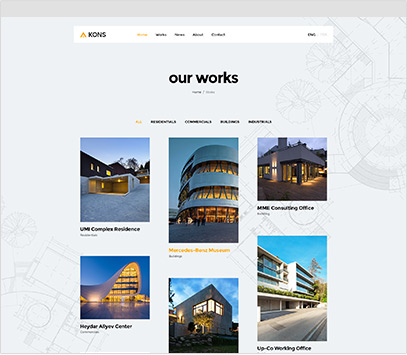 KONS
Home Works News About Contact
ENG
our works
Home / Works
ALL RESIDENTIALS COMMERCIALS BUILDINGS INDUSTRIALS
UMI Complex Residence
Residentials
Mercedes-Benz Museum
Buildings
MME Consulting Office
Building
Heydar Aliyev Center
Commercials
Up-Co Working Office